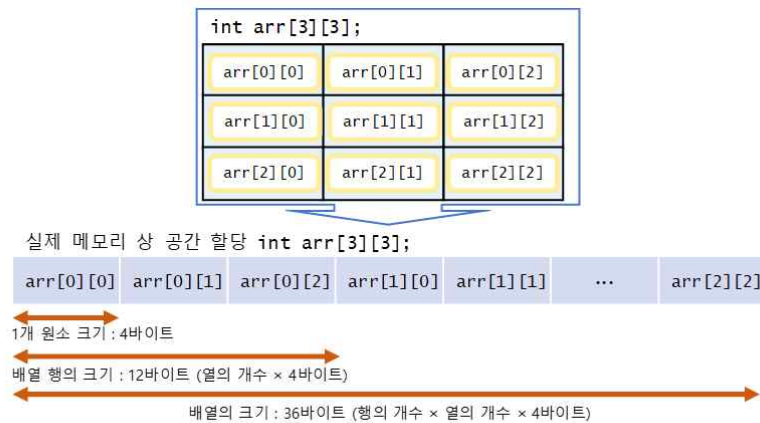 int arr[3][3];
arr[0][0] arr[0][1] arr[0][2]
arr[1][0] arr[1][1] arr[1][2]
arr[2][0] arr[2][1] arr[2][2]
실제 메모리 상 공간 할당 int arr[3][3];
arr[0][0] arr[0][1] arr[0][2] arr[1][0] arr[1][1] ... arr[2][2]
1개 원소 크기 : 4바이트
배열 행의 크기 : 12바이트 (열의 개수 × 4바이트)
배열의 크기 : 36바이트 (행의 개수 × 열의 개수 × 4바이트)